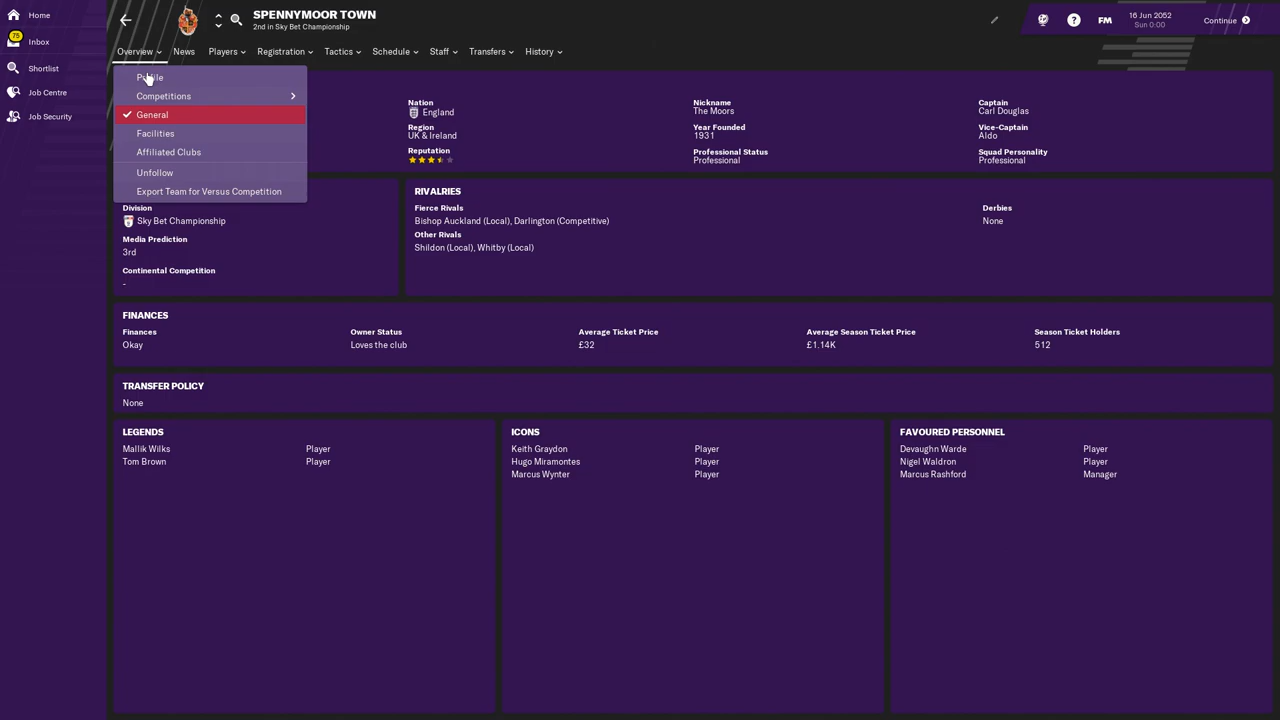 Home
75
Inbox
Shortlist
Job Centre
Job Security
SPENNYMOOR TOWN
2nd in Sky Bet Championship
?
FM
16 Jun 2052
Sun 0:00
Continue
Overview
News
Players
Registration
Tactics
Schedule
Staff
Transfers
History
Profile
Competitions
General
Facilities
Affiliated Clubs
Unfollow
Export Team for Versus Competition
Nation
England
Region
UK & Ireland
Reputation
Nickname
The Moors
Year Founded
1931
Professional Status
Professional
Captain
Carl Douglas
Vice-Captain
Aldo
Squad Personality
Professional
Division
Sky Bet Championship
Media Prediction
3rd
Continental Competition
-
RIVALRIES
Fierce Rivals
Bishop Auckland (Local), Darlington (Competitive)
Other Rivals
Shildon (Local), Whitby (Local)
Derbies
None
FINANCES
Finances
Okay
Owner Status
Loves the club
Average Ticket Price
£32
Average Season Ticket Price
£1.14K
Season Ticket Holders
512
TRANSFER POLICY
None
LEGENDS
Mallik Wilks Player
Tom Brown Player
ICONS
Keith Graydon Player
Hugo Miramontes Player
Marcus Wynter Player
FAVOURED PERSONNEL
Devaughn Warde Player
Nigel Waldron Player
Marcus Rashford Manager